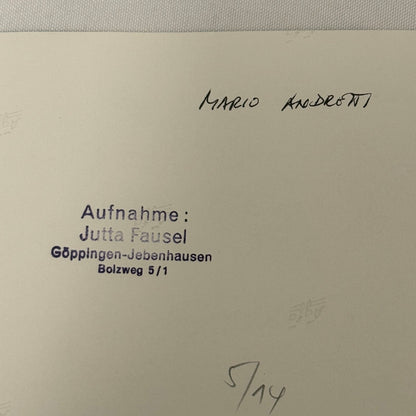 MARIO ANDRETTI
Aufnahme:
Jutta Fausel
Göppingen-Jebenhausen
Bolzweg 5/1
5/14